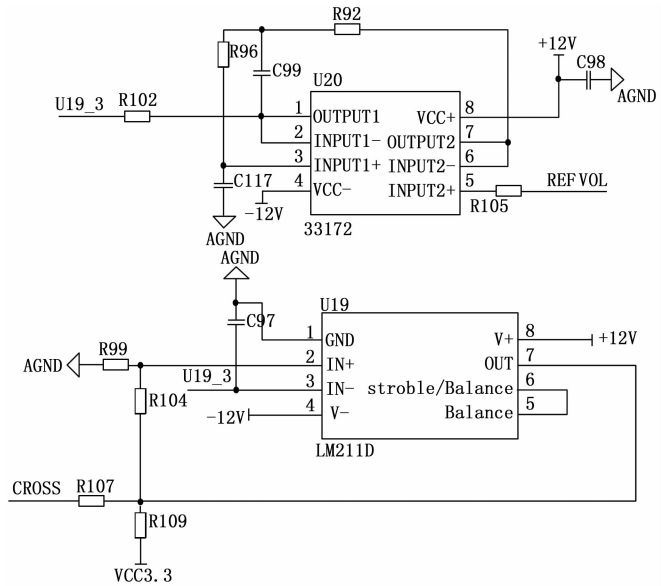 R92
R96
C99
+12V
C98
AGND
U20
U19_3
R102
1
OUTPUT1
VCC+
8
2
INPUT1-
OUTPUT2
7
3
INPUT1+
INPUT2-
6
4
VCC-
INPUT2+
5
C117
-12V
R105
REFVOL
AGND
33172
AGND
U19
C97
1
GND
V+
8
+12V
R99
AGND
2
IN+
OUT
7
U19_3
3
IN-
stroble/Balance
6
R104
-12V
4
V-
Balance
5
LM211D
CROSS
R107
R109
VCC3.3